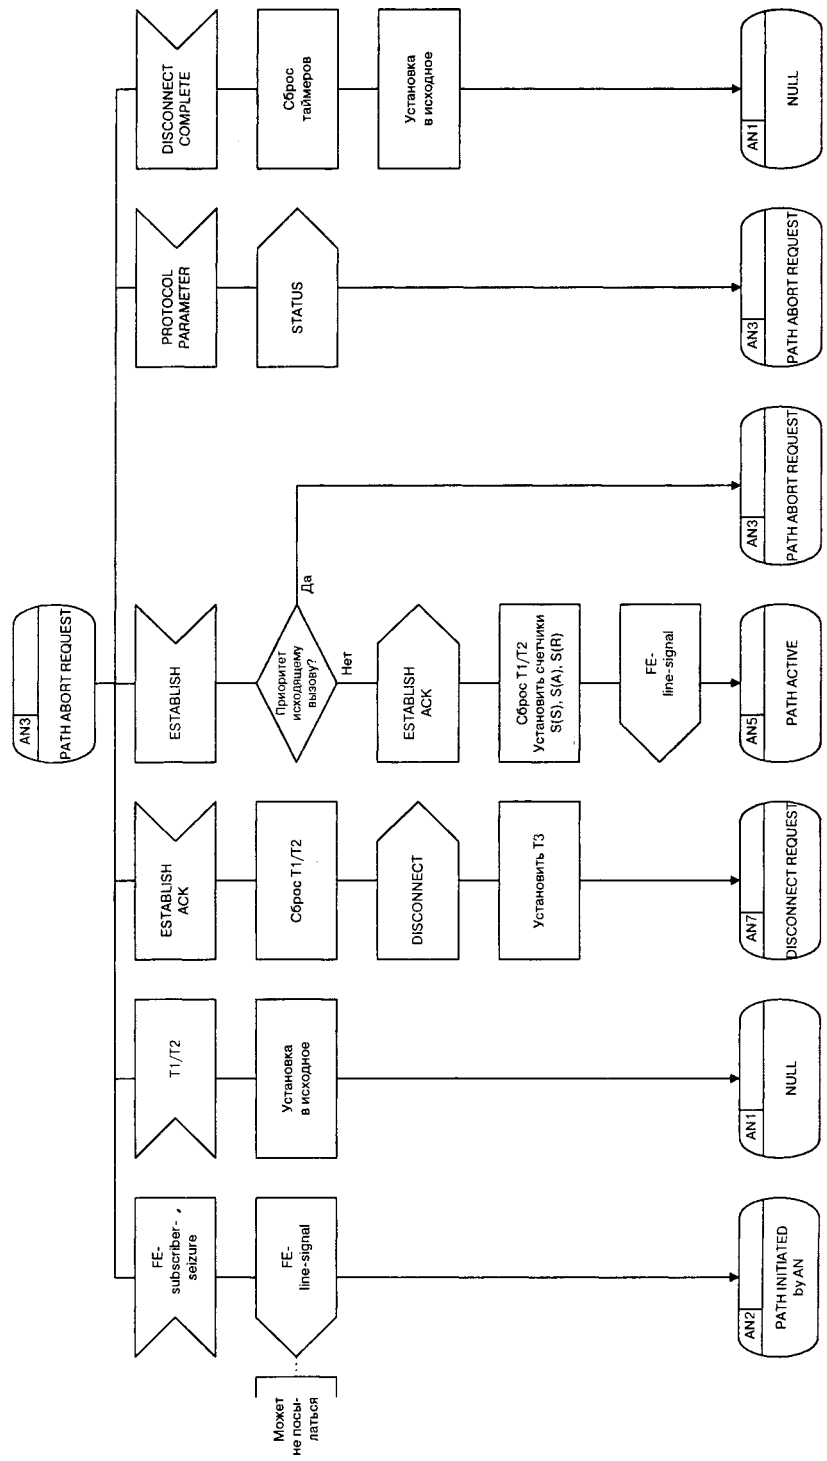 AN3
PATH ABORT REQUEST
FE-
subscriber-
seizure
FE-
line-signal
Может
не посы-
латься
AN2
PATH INITIATED
by AN
T1/T2
Установка
в исходное
AN1
NULL
ESTABLISH
ACK
Сброс T1/T2
DISCONNECT
Установить T3
AN7
DISCONNECT REQUEST
ESTABLISH
Приоритет
исходящему
вызову?
Да
Нет
ESTABLISH
ACK
Сброс T1/T2
Установить счетчики
S(S), S(A), S(R)
FE-
line-signal
AN5
PATH ACTIVE
AN3
PATH ABORT REQUEST
PROTOCOL
PARAMETER
STATUS
AN3
PATH ABORT REQUEST
DISCONNECT
COMPLETE
Сброс
таймеров
Установка
в исходное
AN1
NULL